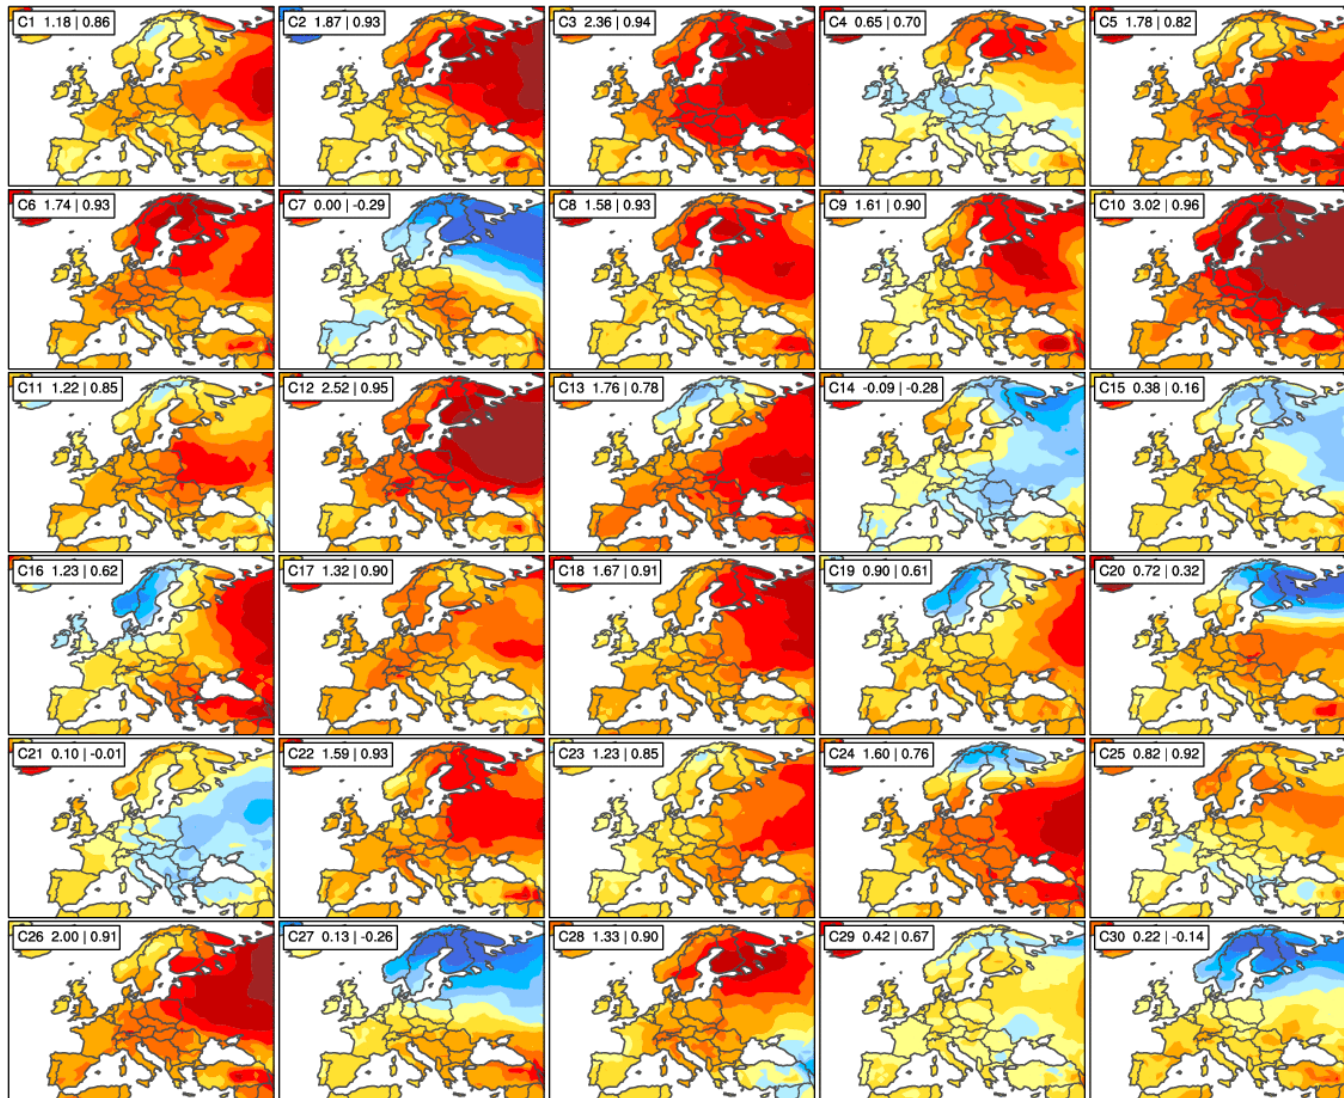 C1 1.18 | 0.86
C2 1.87 | 0.93
C3 2.36 | 0.94
C4 0.65 | 0.70
C5 1.78 | 0.82
C6 1.74 | 0.93
C7 0.00 | -0.29
C8 1.58 | 0.93
C9 1.61 | 0.90
C10 3.02 | 0.96
C11 1.22 | 0.85
C12 2.52 | 0.95
C13 1.76 | 0.78
C14 -0.09 | -0.28
C15 0.38 | 0.16
C16 1.23 | 0.62
C17 1.32 | 0.90
C18 1.67 | 0.91
C19 0.90 | 0.61
C20 0.72 | 0.32
C21 0.10 | -0.01
C22 1.59 | 0.93
C23 1.23 | 0.85
C24 1.60 | 0.76
C25 0.82 | 0.92
C26 2.00 | 0.91
C27 0.13 | -0.26
C28 1.33 | 0.90
C29 0.42 | 0.67
C30 0.22 | -0.14